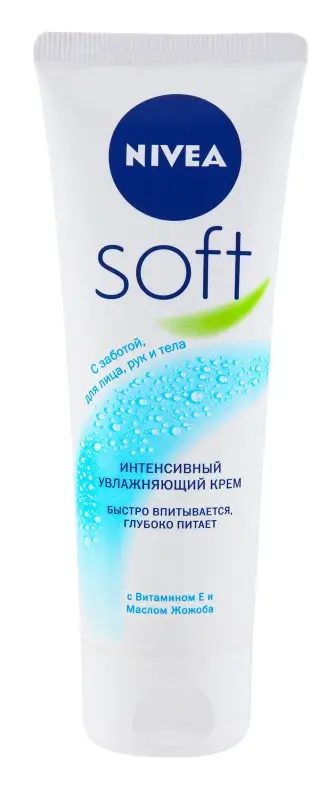 NIVEA
soft
С заботой,
для лица, рук и тела
ИНТЕНСИВНЫЙ
УВЛАЖНЯЮЩИЙ КРЕМ
БЫСТРО ВПИТЫВАЕТСЯ,
ГЛУБОКО ПИТАЕТ
с Витамином Е и
Маслом Жожоба